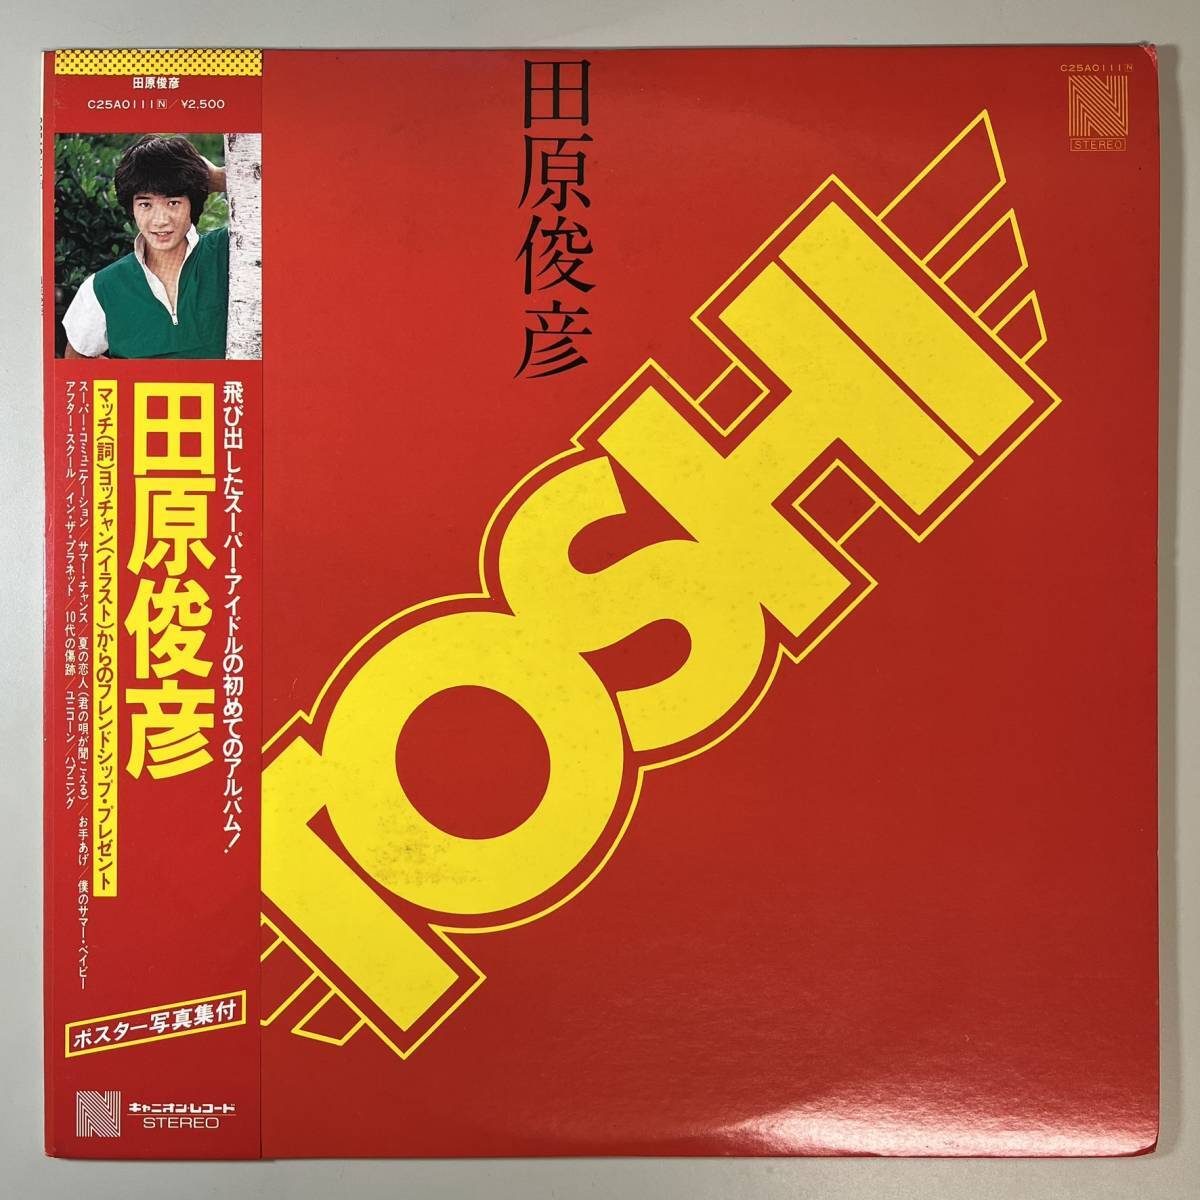 田原俊彦
C25A0111N/¥2,500
飛び出したスーパー・アイドルの初めてのアルバム!
田原俊彦
マッチ(詞)ヨッチャン(イラスト)からのフレンドシップ・プレゼント
スーパー・コミュニケーション/サマー・チャンス/夏の恋人(君の唄が聞こえる)/お手あげ/僕のサマー・ベイビー
アフター・スクール/イン・ザ・プラネット/10代の傷跡/ユニコーン/ハプニング
ポスター写真集付
N
キャニオン・レコード
STEREO
田原俊彦
TOSHI
C25A0111N
N
STEREO